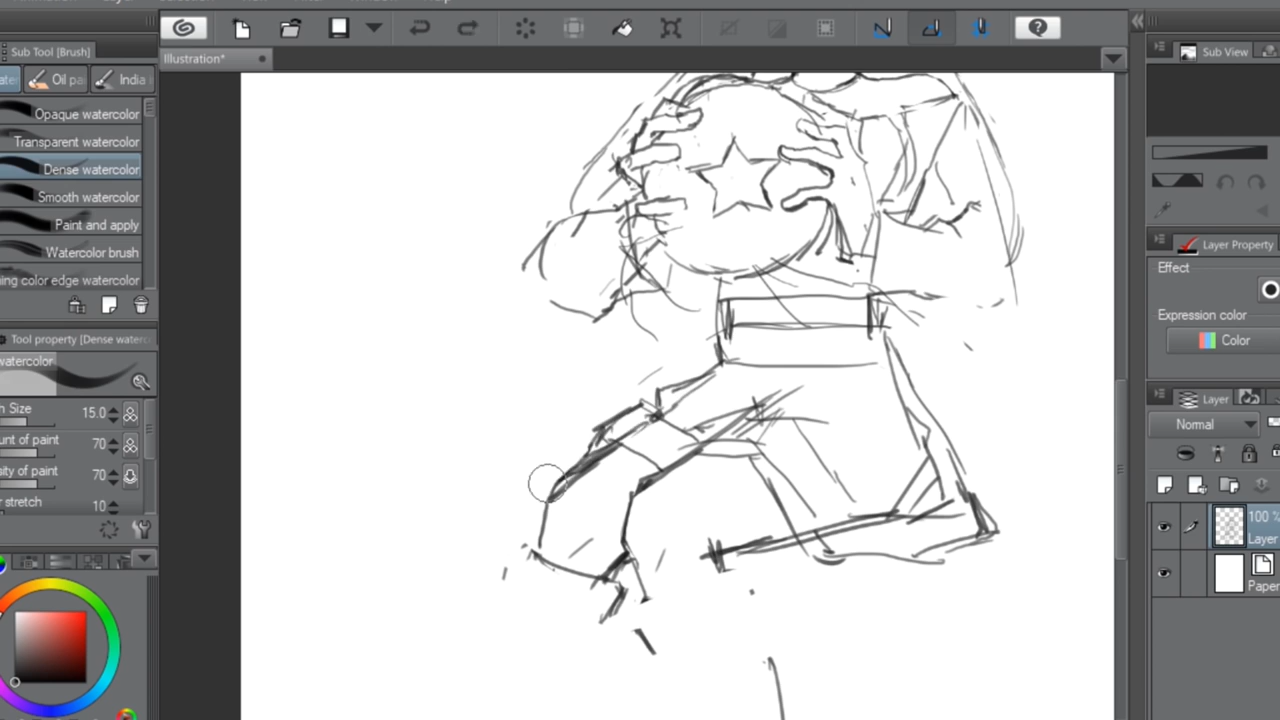 Illustration*
Sub Tool [Brush]
Oil pa
India
Opaque watercolor
Transparent watercolor
Dense watercolor
Smooth watercolor
Paint and apply
Watercolor brush
ing color edge watercolor
Tool property [Dense waterc
watercolor
h Size
15.0
unt of paint
70
sity of paint
70
r stretch
10
Sub View
Layer Property
Effect
Expression color
Color
Layer
Normal
100 %
Layer
Paper